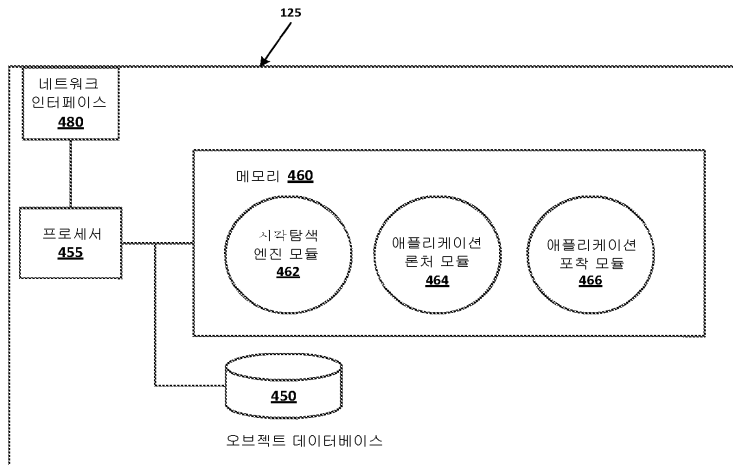 125
네트워크
인터페이스
480
메모리 460
프로세서
455
시각탐색
엔진 모듈
462
애플리케이션
론처 모듈
464
애플리케이션
포착 모듈
466
450
오브젝트 데이터베이스